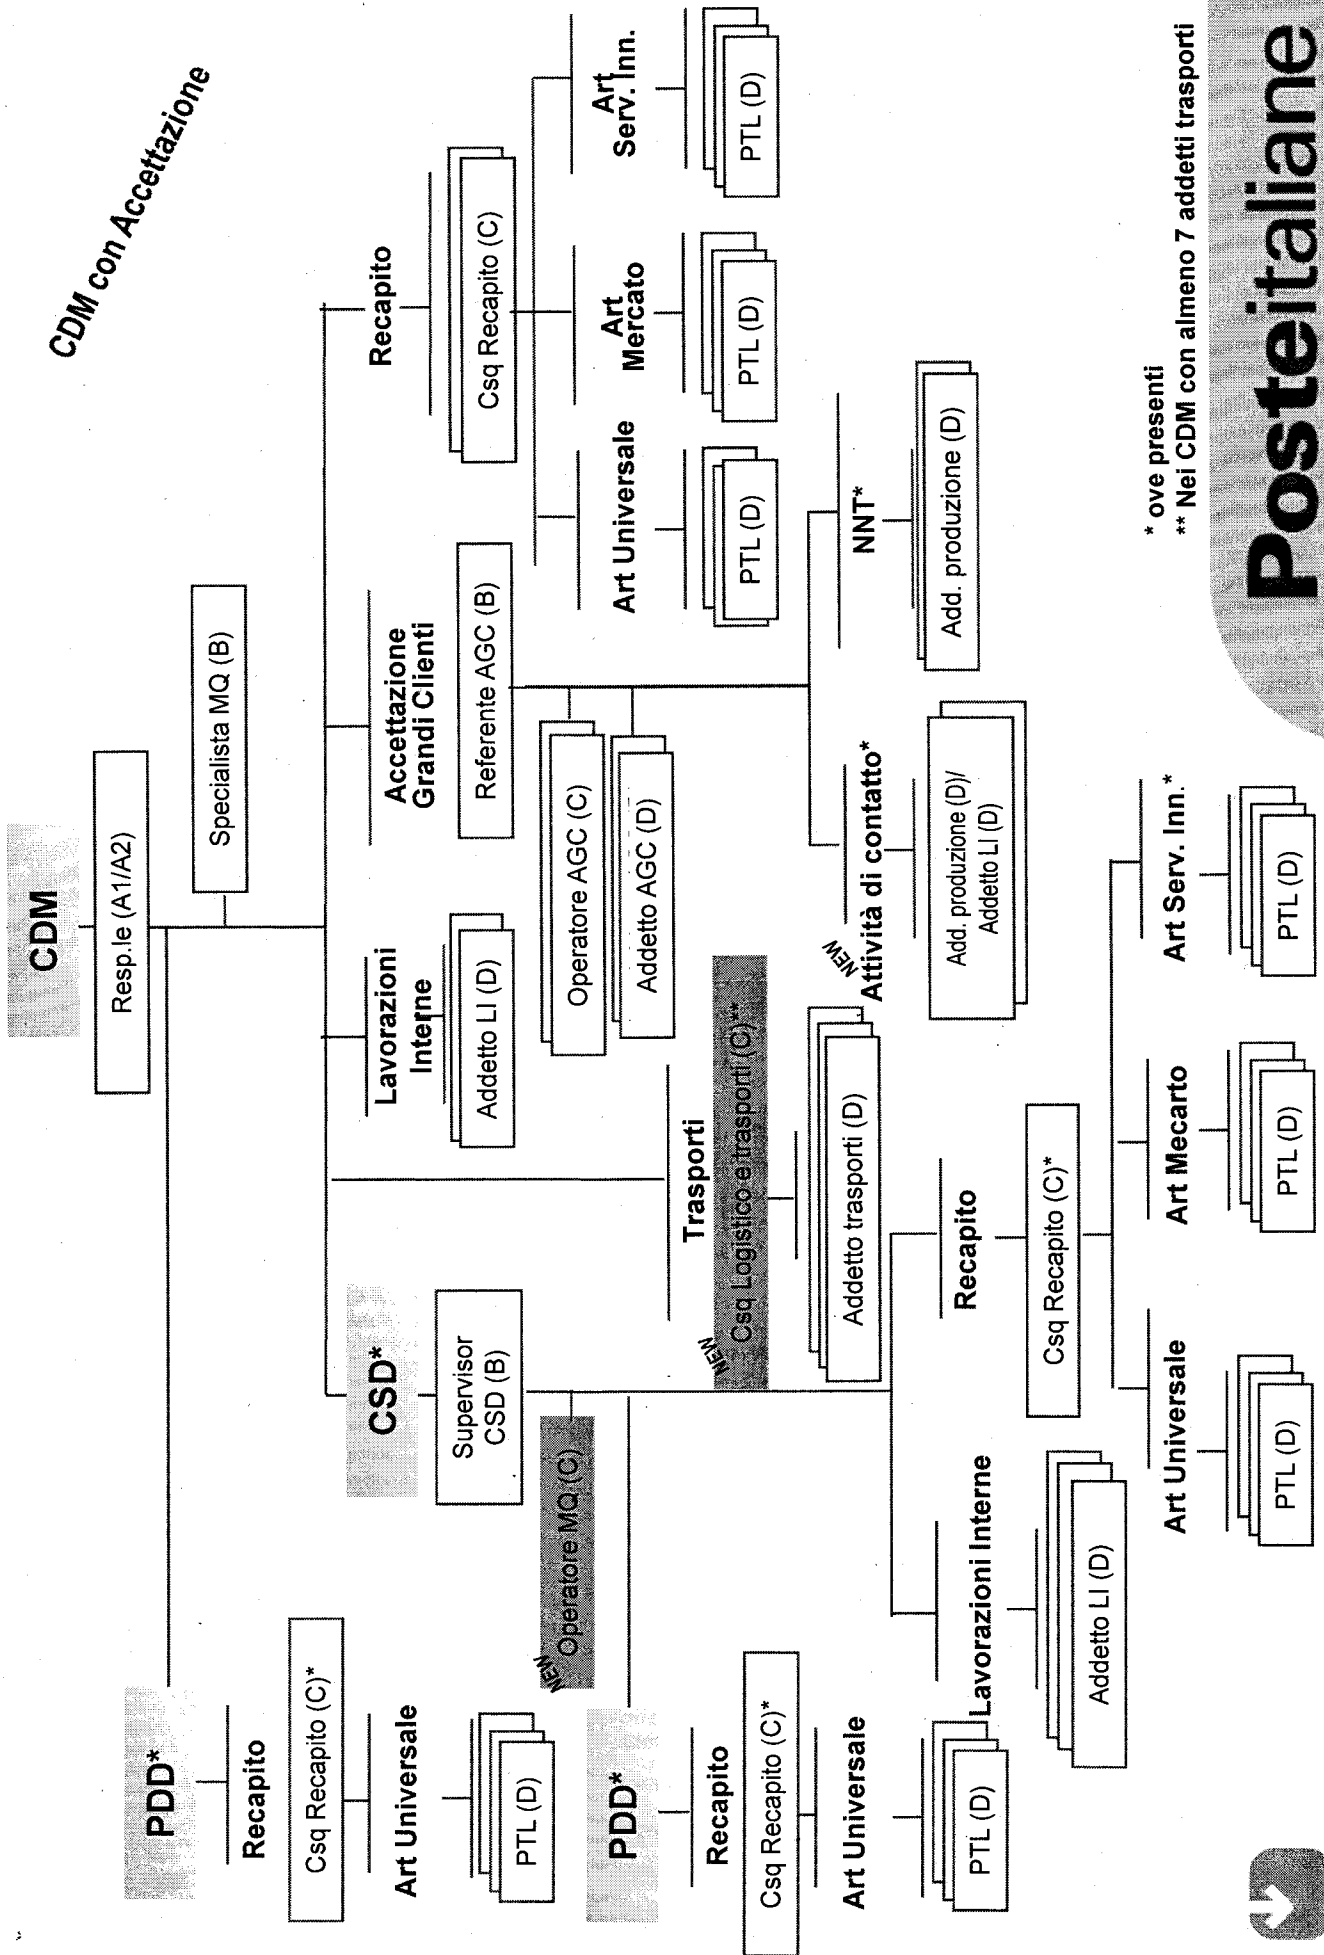 CDM con Accettazione
CDM
Resp.le (A1/A2)
Specialista MQ (B)
PDD*
Recapito
Csq Recapito (C)*
Art Universale
PTL (D)
CSD*
Supervisor
CSD (B)
NEW
Operatore MQ (C)
Lavorazioni
Interne
Addetto LI (D)
Accettazione
Grandi Clienti
Referente AGC (B)
Operatore AGC (C)
Addetto AGC (D)
Recapito
Csq Recapito (C)
Art Universale
PTL (D)
Art
Mercato
PTL (D)
Art
Serv. Inn.
PTL (D)
Trasporti
NEW
Csq Logistico e trasporti (C)**
Addetto trasporti (D)
NEW
Attività di contatto*
Add. produzione (D)/
Addetto LI (D)
NNT*
Add. produzione (D)
PDD*
Recapito
Csq Recapito (C)*
Art Universale
PTL (D)
Lavorazioni Interne
Addetto LI (D)
Recapito
Csq Recapito (C)*
Art Universale
PTL (D)
Art Mecarto
PTL (D)
Art Serv. Inn.*
PTL (D)
* ove presenti
** Nei CDM con almeno 7 addetti trasporti
Posteitaliane